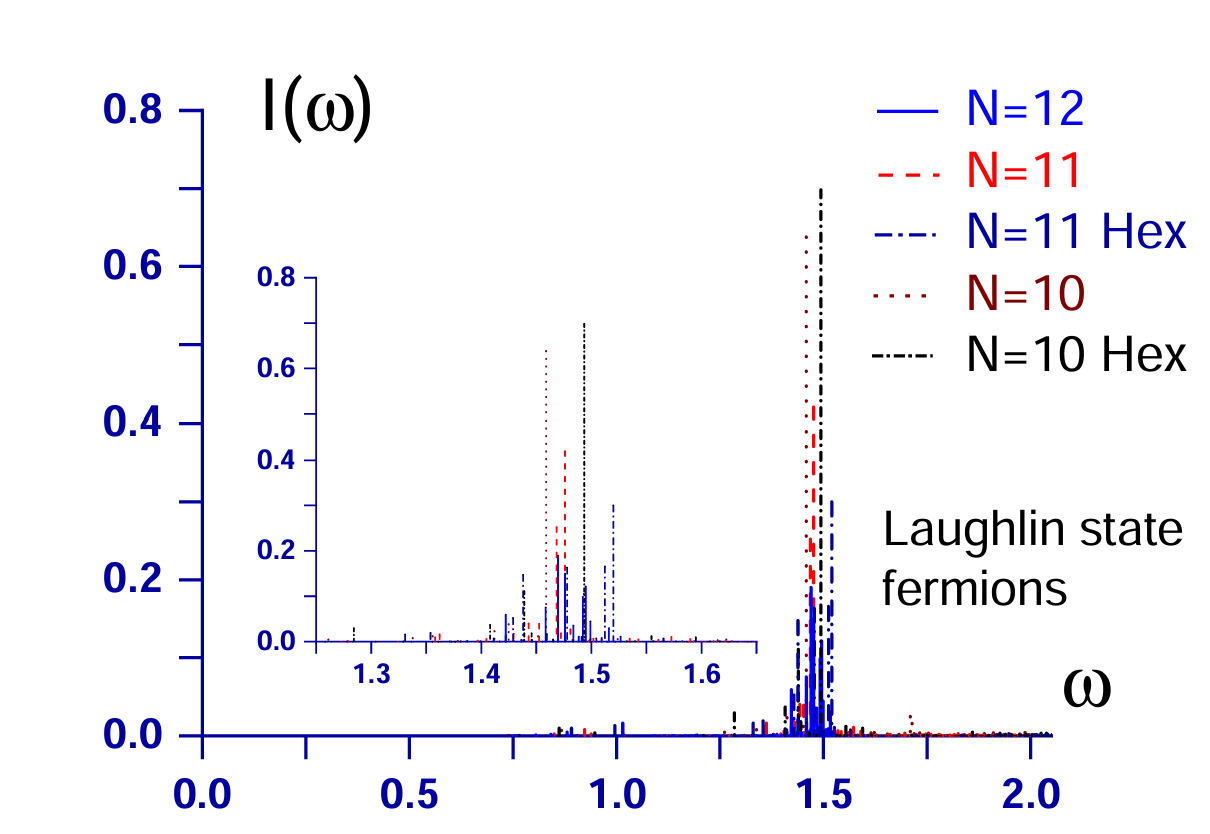 I(ω)
0.8
0.6
0.4
0.2
0.0
N=12
N=11
N=11 Hex
N=10
N=10 Hex
0.8
0.6
0.4
0.2
0.0
1.3 1.4 1.5 1.6
Laughlin state
fermions
ω
0.0 0.5 1.0 1.5 2.0